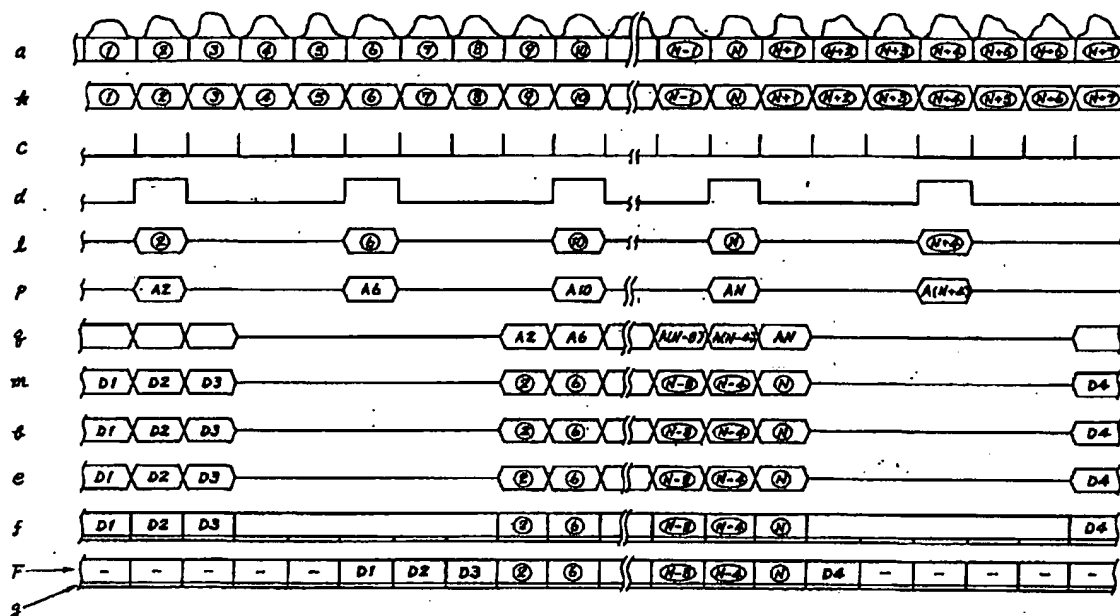 a ① ② ③ ④ ⑤ ⑥ ⑦ ⑧ ⑨ ⑩ N-1 N N+1 N+2 N+3 N+4 N+5 N+6 N+7
k ① ② ③ ④ ⑤ ⑥ ⑦ ⑧ ⑨ ⑩ N-1 N N+1 N+2 N+3 N+4 N+5 N+6 N+7
c
d
l ② ⑥ ⑩ N N+4
p A2 A6 A10 AN A(N+4)
q A2 A6 A(N-8) A(N-4) AN
m D1 D2 D3 ② ⑥ N-8 N-4 N D4
b D1 D2 D3 ② ⑥ N-8 N-4 N D4
e D1 D2 D3 ② ⑥ N-8 N-4 N D4
f D1 D2 D3 ② ⑥ N-8 N-4 N D4
F - - - - - D1 D2 D3 ② ⑥ N-8 N-4 N D4 - - - - -
g